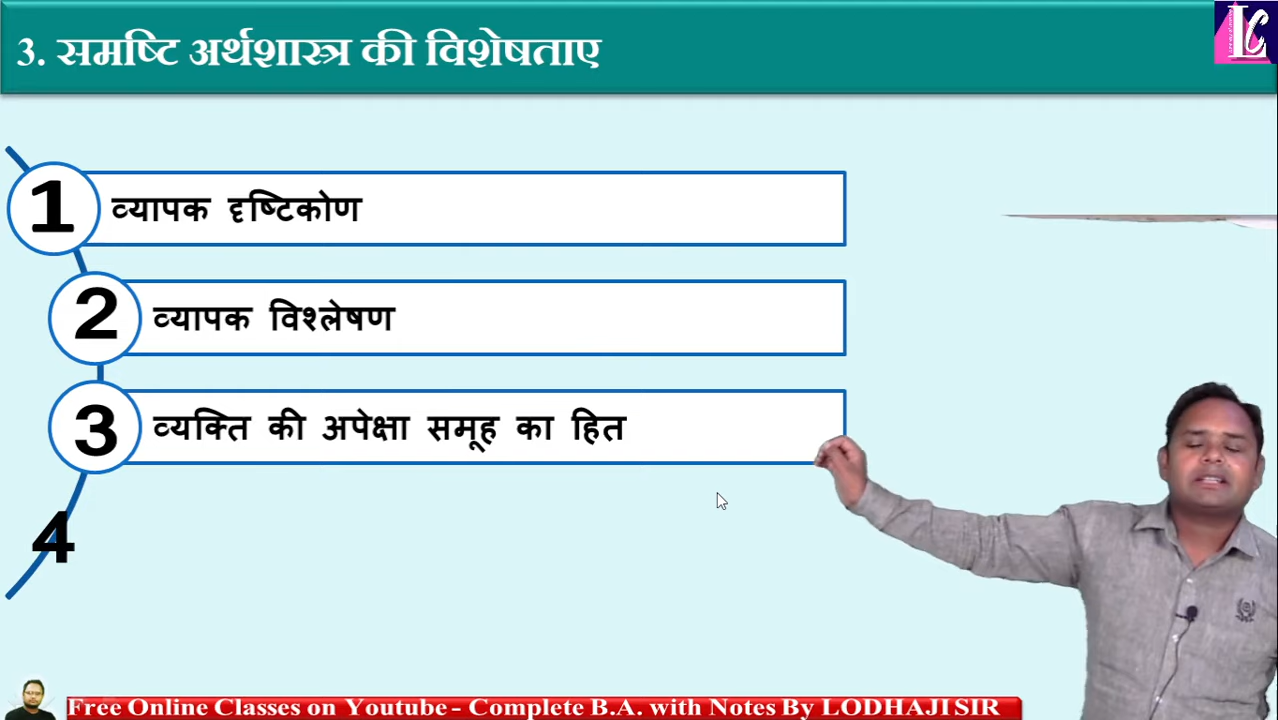 3. समष्टि अर्थशास्त्र की विशेषताए
LC
1 व्यापक दृष्टिकोण
2 व्यापक विश्लेषण
3 व्यक्ति की अपेक्षा समूह का हित
4
Free Online Classes on Youtube - Complete B.A. with Notes By LODHAJI SIR